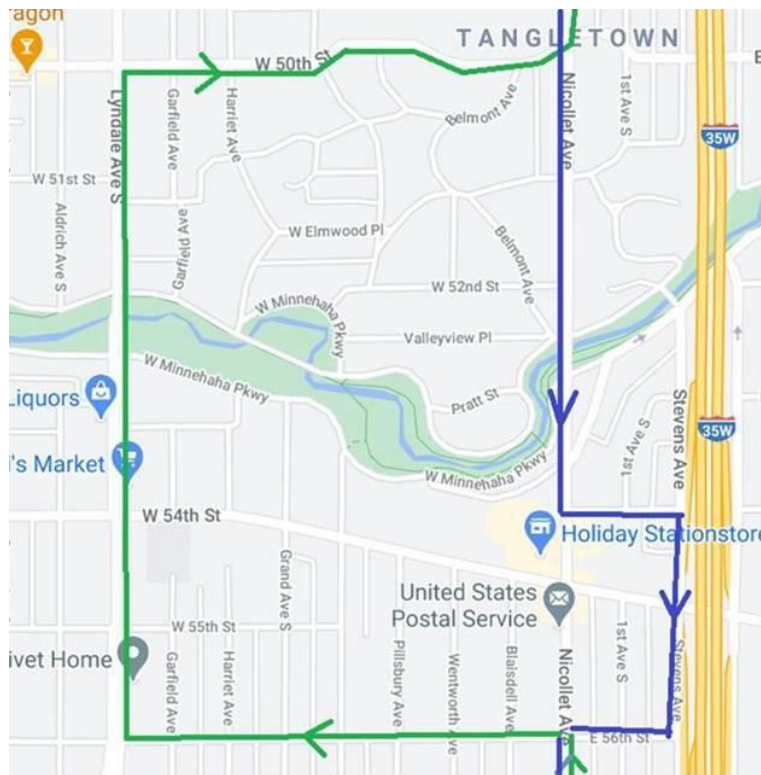 ragon
TANGLETOWN
W 50th St
E
Lyndale Ave S
Garfield Ave
Harriet Ave
Belmont Ave
Nicollet Ave
1st Ave S
35W
W 51st St
Aldrich Ave S
Garfield Ave
W Elmwood Pl
Belmont Ave
W 52nd St
W Minnehaha Pkwy
Valleyview Pl
W Minnehaha Pkwy
Liquors
Pratt St
Stevens Ave
1st Ave S
35W
l's Market
W Minnehaha Pkwy
W 54th St
Holiday Stationstore
Grand Ave S
United States
Postal Service
W 55th St
ivet Home
Garfield Ave
Harriet Ave
Pillsbury Ave
Wentworth Ave
Blaisdell Ave
Nicollet Ave
1st Ave S
Stevens Ave
E 56th St